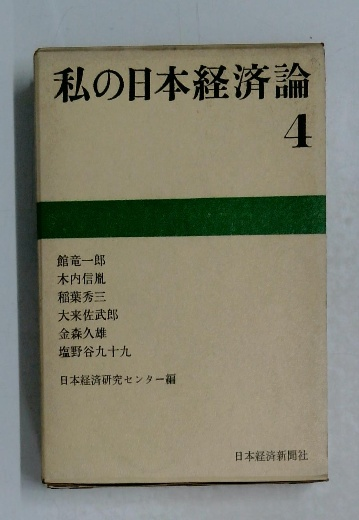 私の日本経済論
4
館竜一郎
木内信胤
稲葉秀三
大来佐武郎
金森久雄
塩野谷九十九
日本経済研究センター編
日本経済新聞社